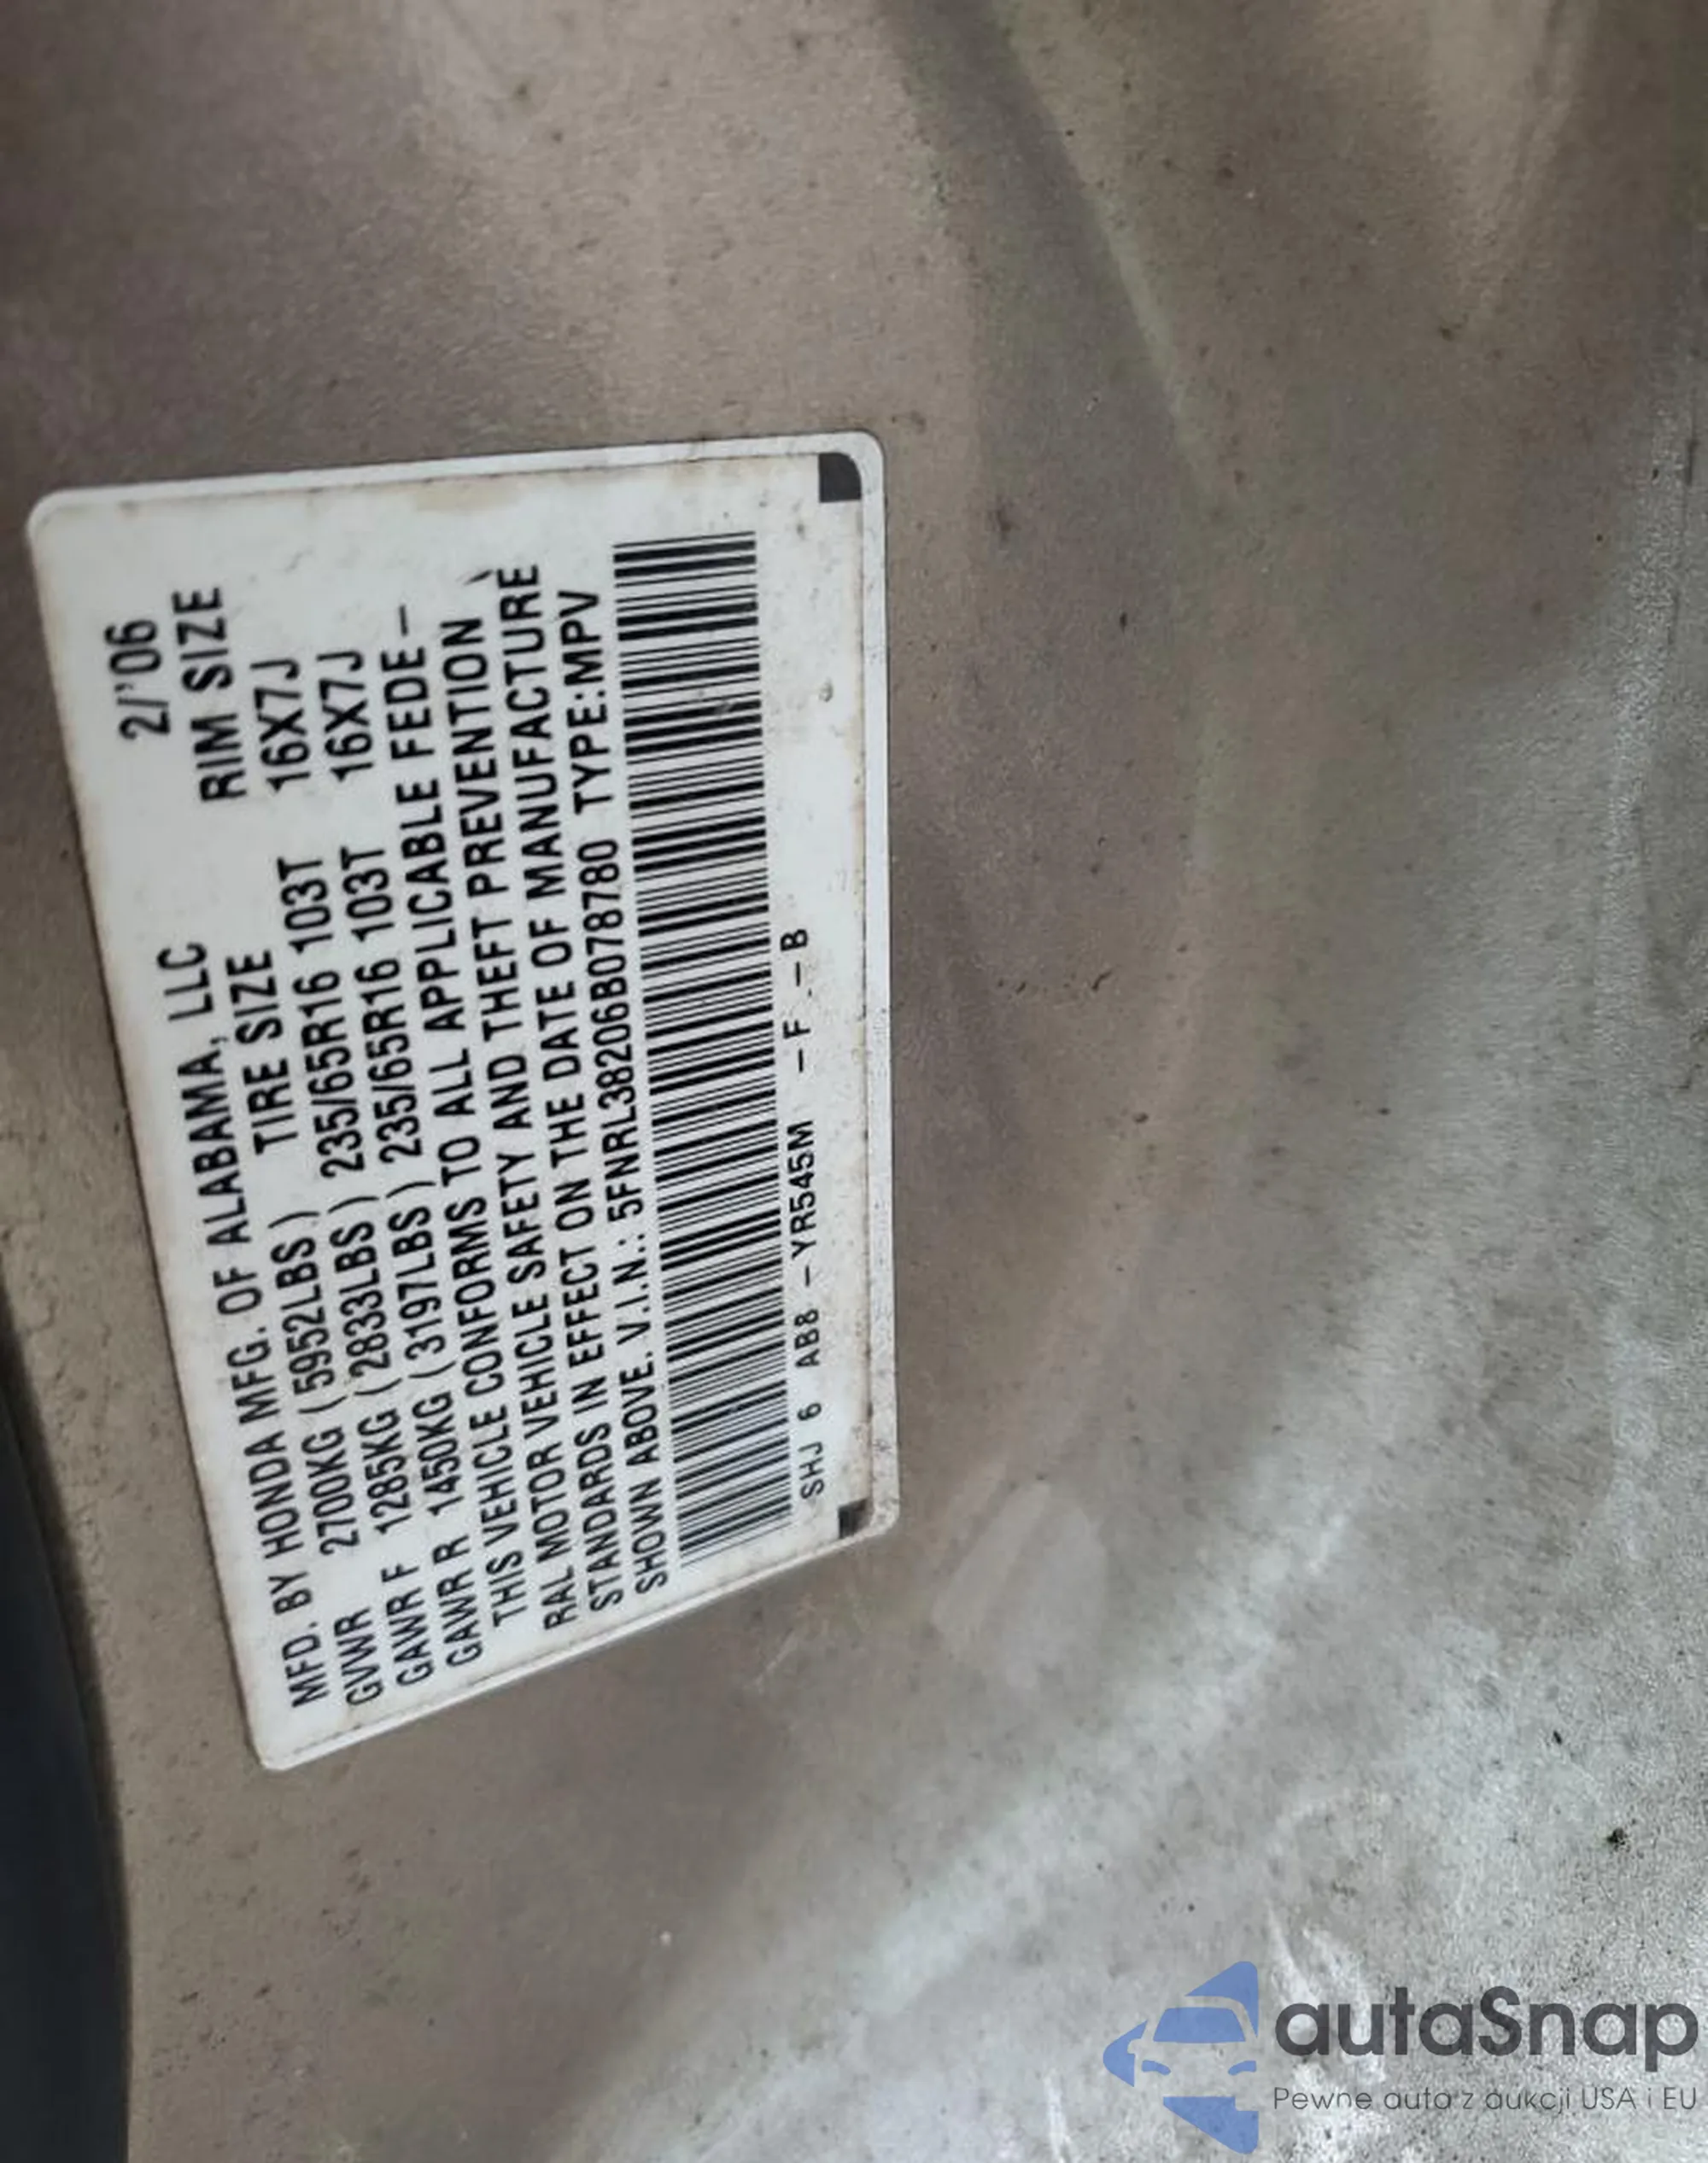 2/'06
MFD. BY HONDA MFG. OF ALABAMA, LLC RIM SIZE
GVWR 2700KG (5952LBS) TIRE SIZE 16X7J
GAWR F 1285KG (2833LBS) 235/65R16 103T 16X7J
GAWR R 1450KG (3197LBS) 235/65R16 103T
THIS VEHICLE CONFORMS TO ALL APPLICABLE FEDE-
RAL MOTOR VEHICLE SAFETY AND THEFT PREVENTION
STANDARDS IN EFFECT ON THE DATE OF MANUFACTURE
SHOWN ABOVE. V.I.N.: 5FNRL38206B078780 TYPE:MPV
SHJ 6 AB8-YR545M -F -B
autaSnap
Pewne auta z aukcji USA i EU